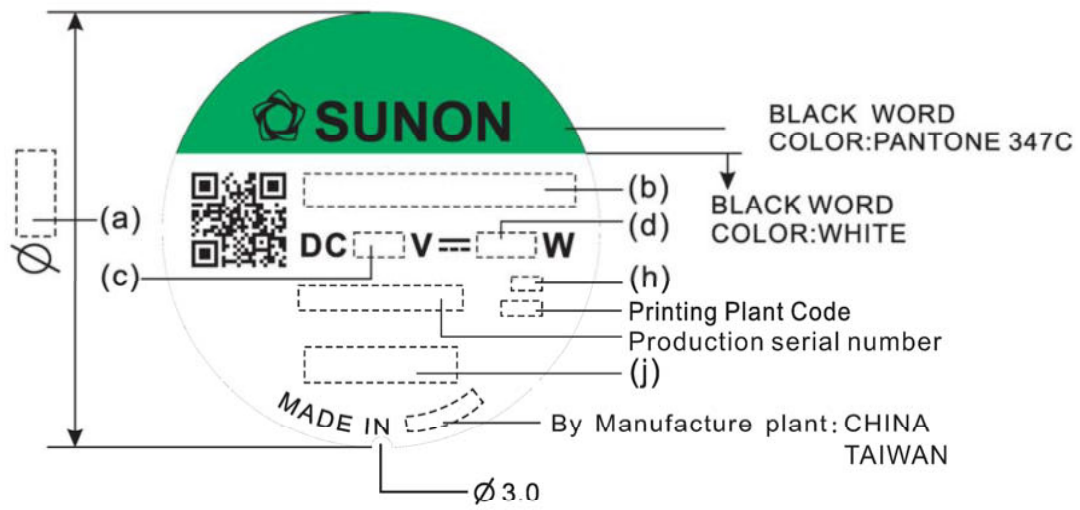 SUNON
BLACK WORD
COLOR:PANTONE 347C
(a)
(b)
BLACK WORD
COLOR:WHITE
(d)
DC V W
(c)
(h)
Printing Plant Code
Production serial number
(j)
MADE IN
By Manufacture plant: CHINA
TAIWAN
Ø
Ø 3.0